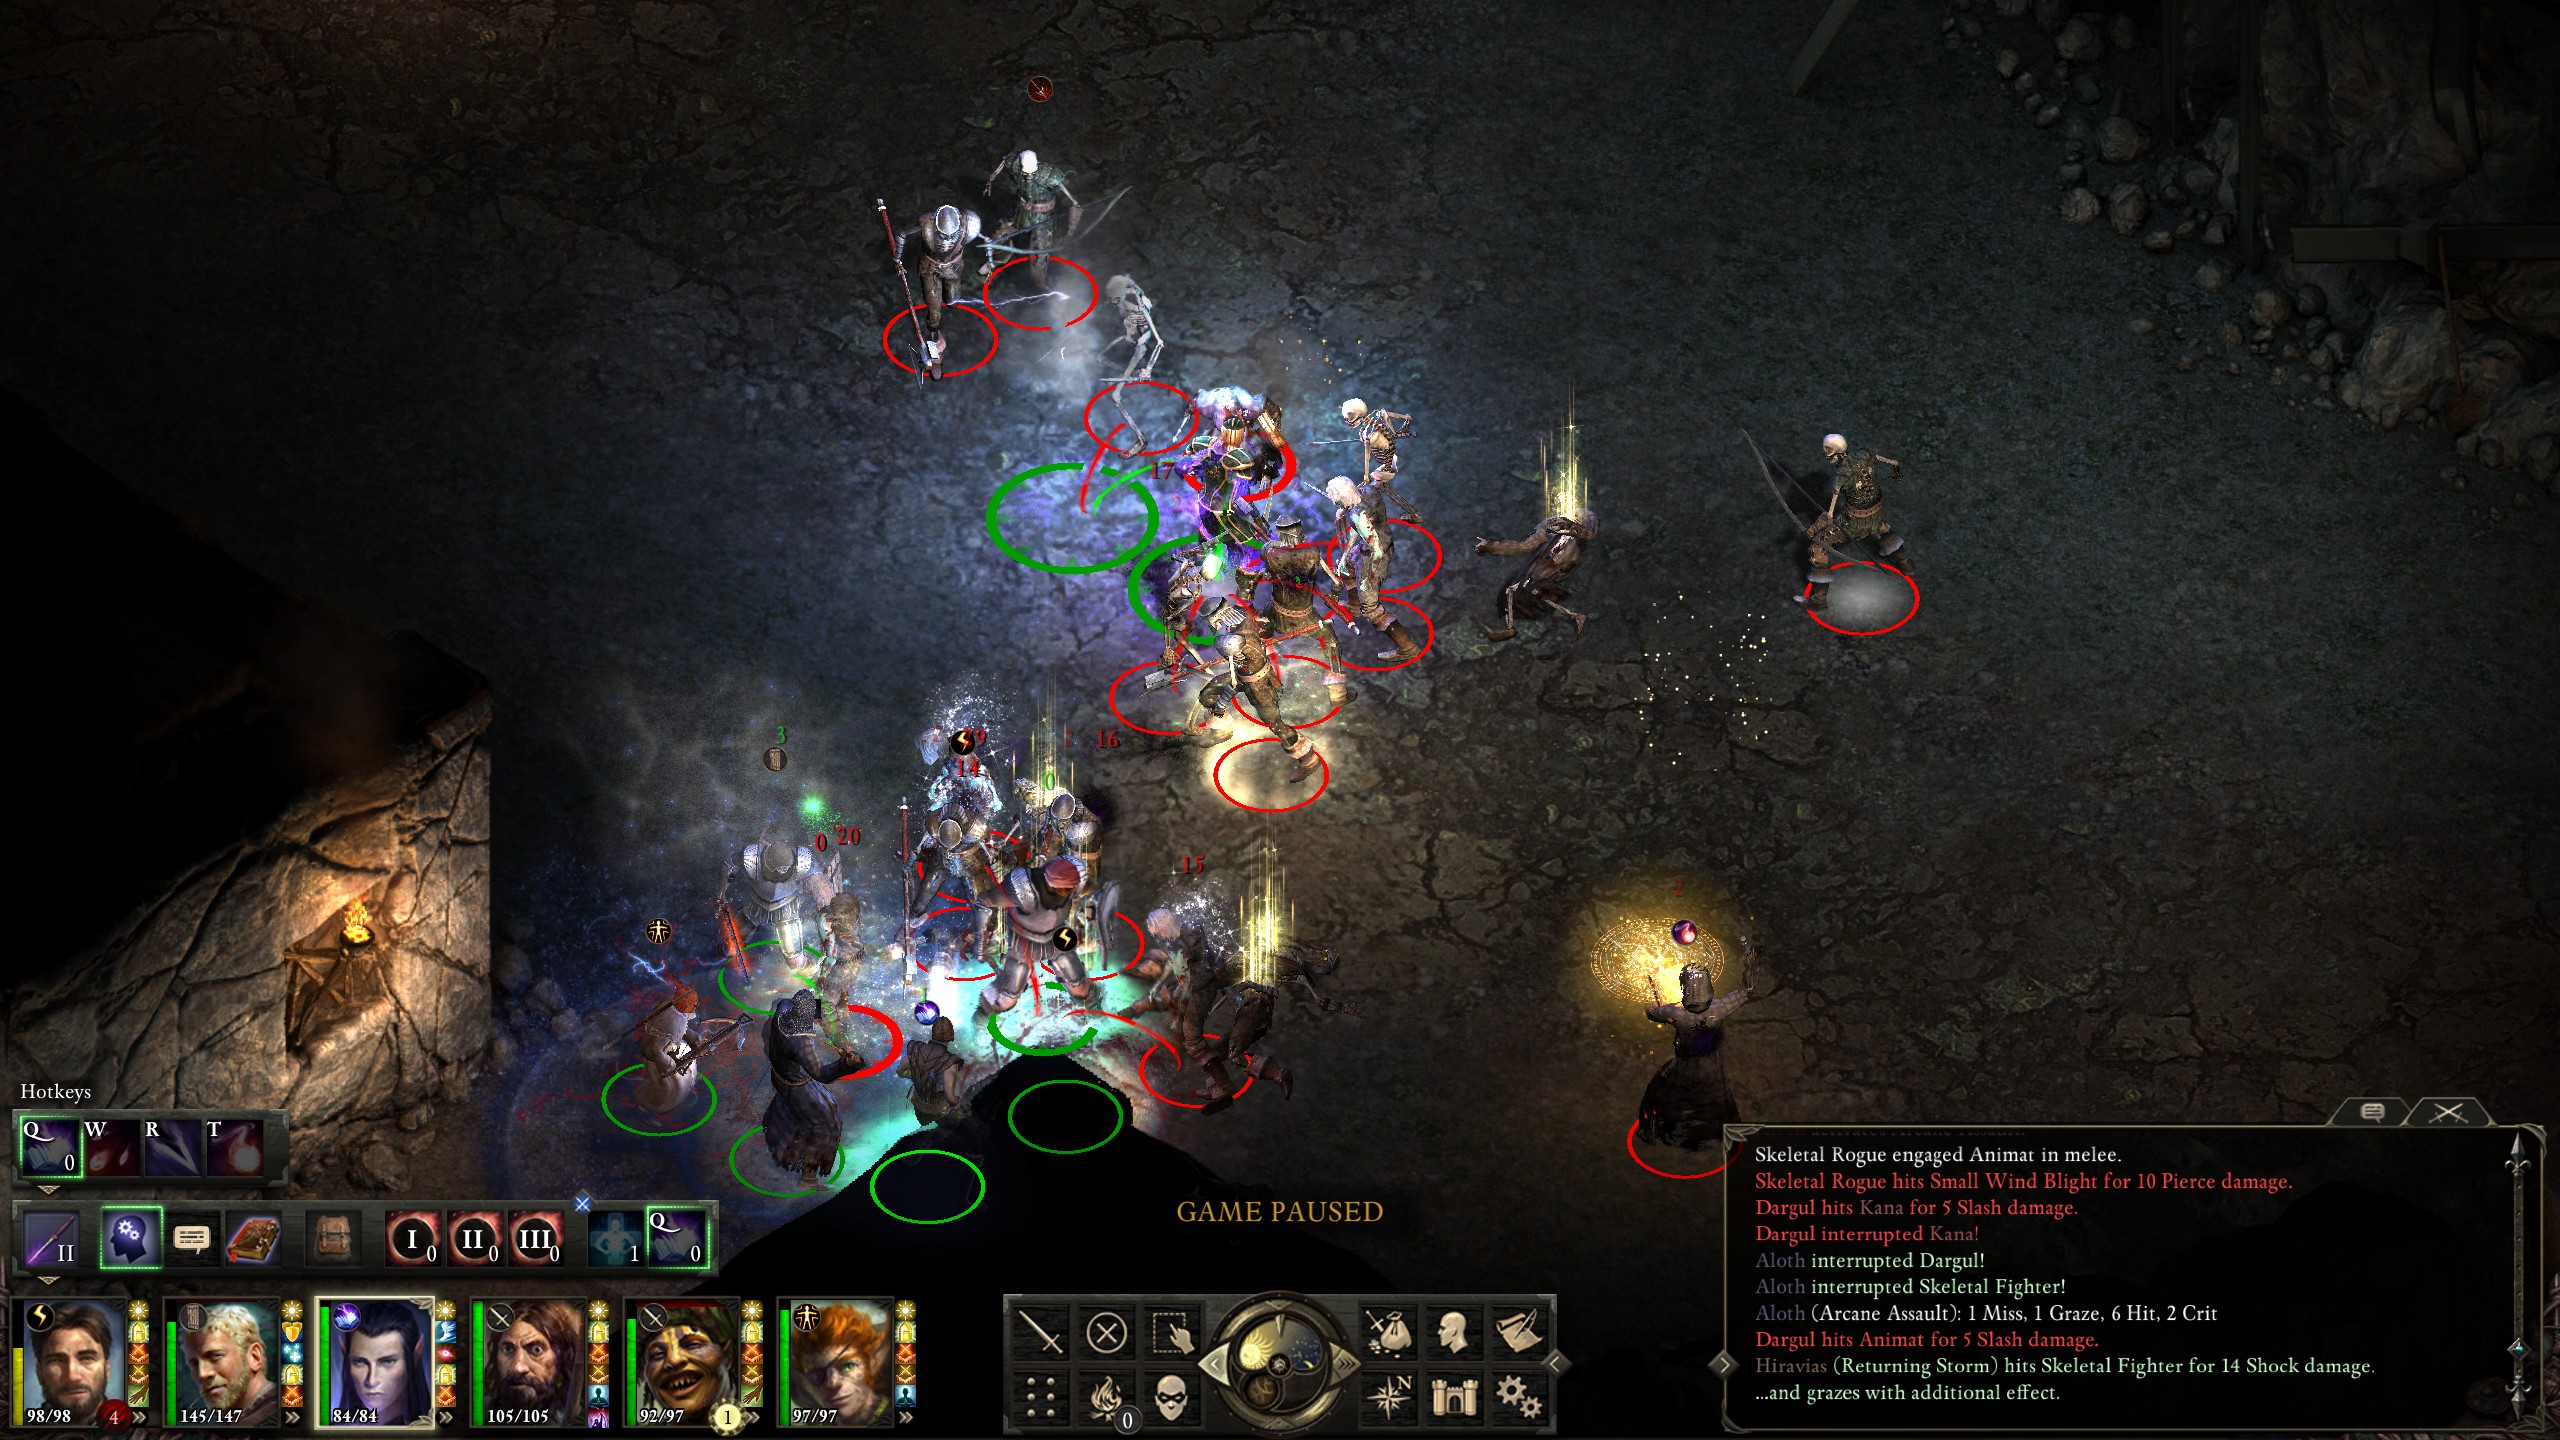 17
3
29
14
16
0
0 20
15
2
Hotkeys
Q W R T
0
II
I 0 II 0 III 0
1
Q 0
GAME PAUSED
98/98 4
145/147
84/84
105/105
92/97 1
97/97
0
N
Skeletal Rogue engaged Animat in melee.
Skeletal Rogue hits Small Wind Blight for 10 Pierce damage.
Dargul hits Kana for 5 Slash damage.
Dargul interrupted Kana!
Aloth interrupted Dargul!
Aloth interrupted Skeletal Fighter!
Aloth (Arcane Assault): 1 Miss, 1 Graze, 6 Hit, 2 Crit
Dargul hits Animat for 5 Slash damage.
Hiravias (Returning Storm) hits Skeletal Fighter for 14 Shock damage.
...and grazes with additional effect.